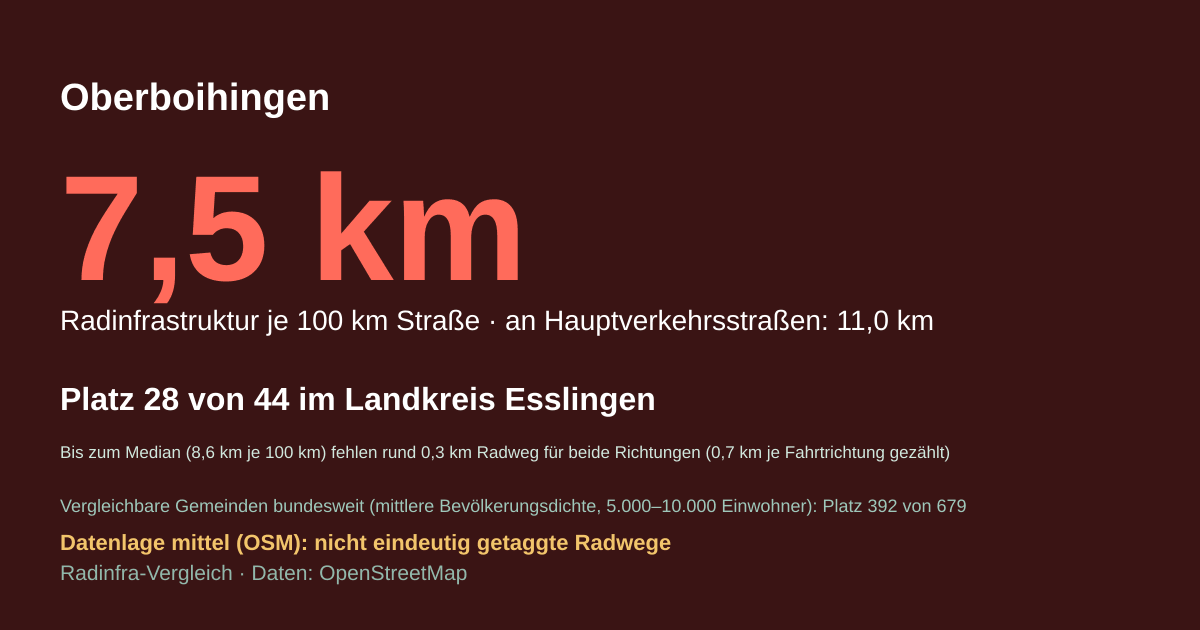 Oberboihingen
7,5 km
Radinfrastruktur je 100 km Straße · an Hauptverkehrsstraßen: 11,0 km
Platz 28 von 44 im Landkreis Esslingen
Bis zum Median (8,6 km je 100 km) fehlen rund 0,3 km Radweg für beide Richtungen (0,7 km je Fahrtrichtung gezählt)
Vergleichbare Gemeinden bundesweit (mittlere Bevölkerungsdichte, 5.000–10.000 Einwohner): Platz 392 von 679
Datenlage mittel (OSM): nicht eindeutig getaggte Radwege
Radinfra-Vergleich · Daten: OpenStreetMap